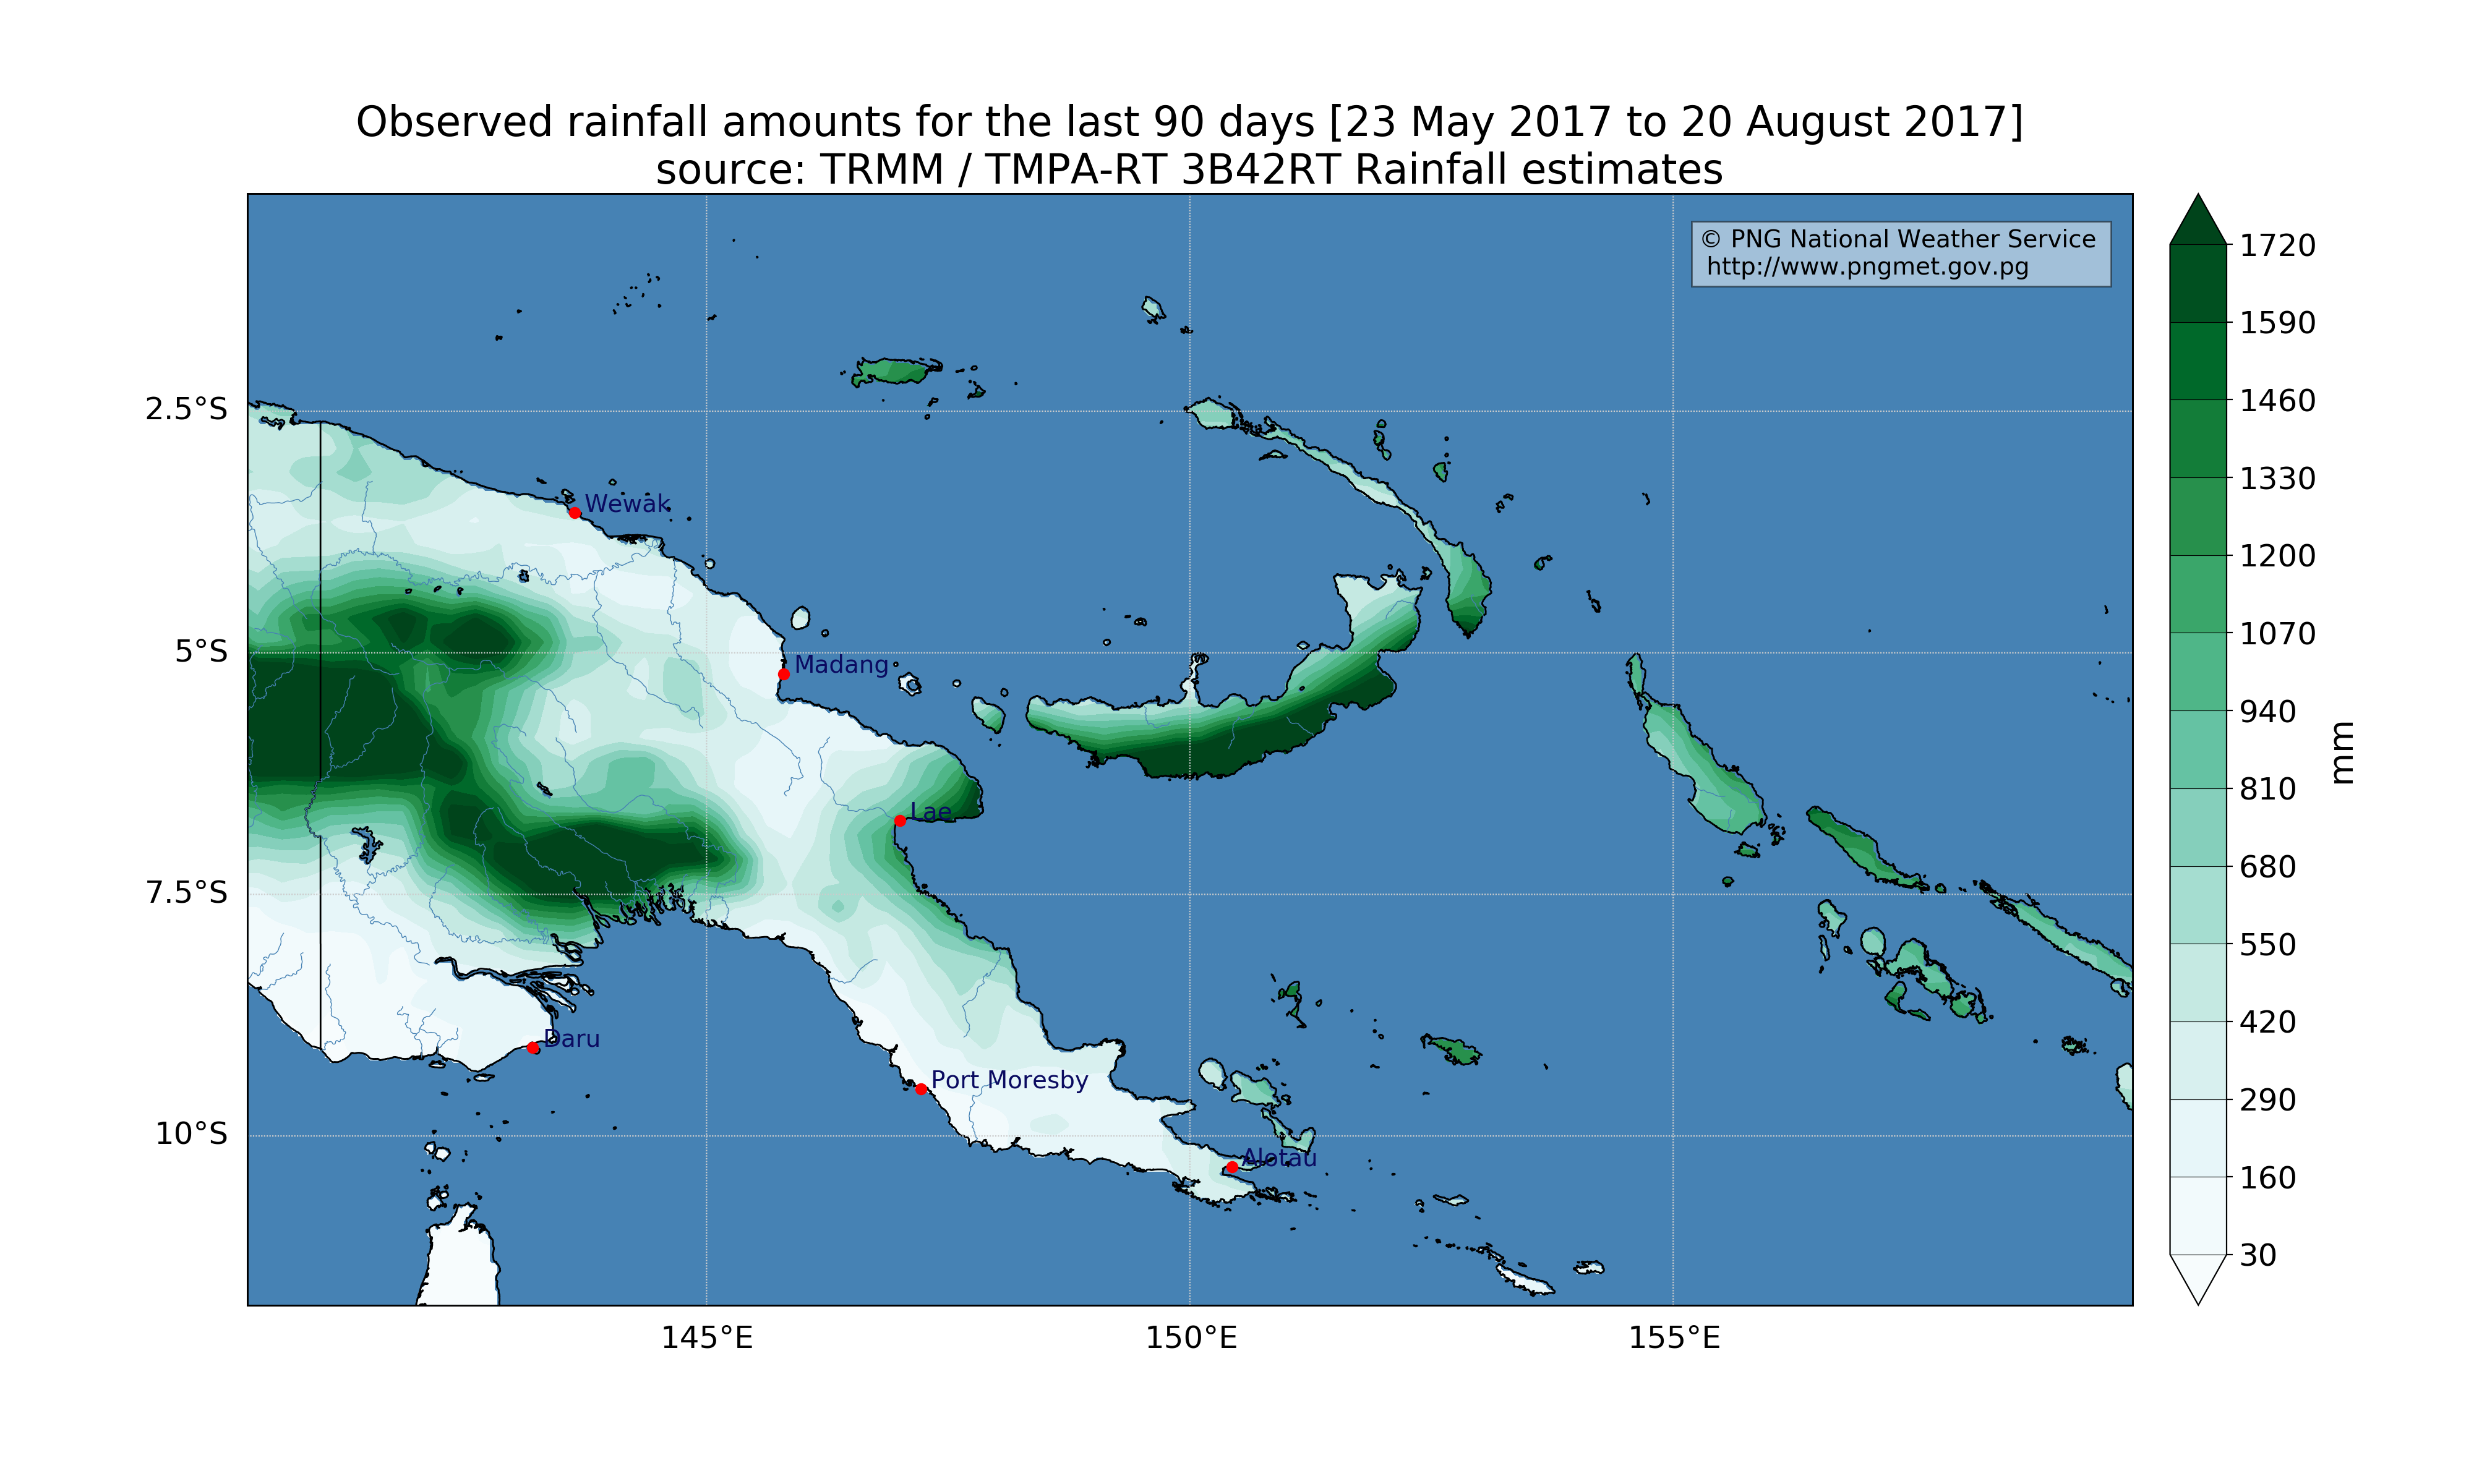 Observed rainfall amounts for the last 90 days [23 May 2017 to 20 August 2017]
source: TRMM / TMPA-RT 3B42RT Rainfall estimates
© PNG National Weather Service
http://www.pngmet.gov.pg
1720
1590
1460
1330
1200
1070
940
810
680
550
420
290
160
30
mm
2.5°S
5°S
7.5°S
10°S
Wewak
Madang
Lae
Daru
Port Moresby
Alotau
145°E
150°E
155°E